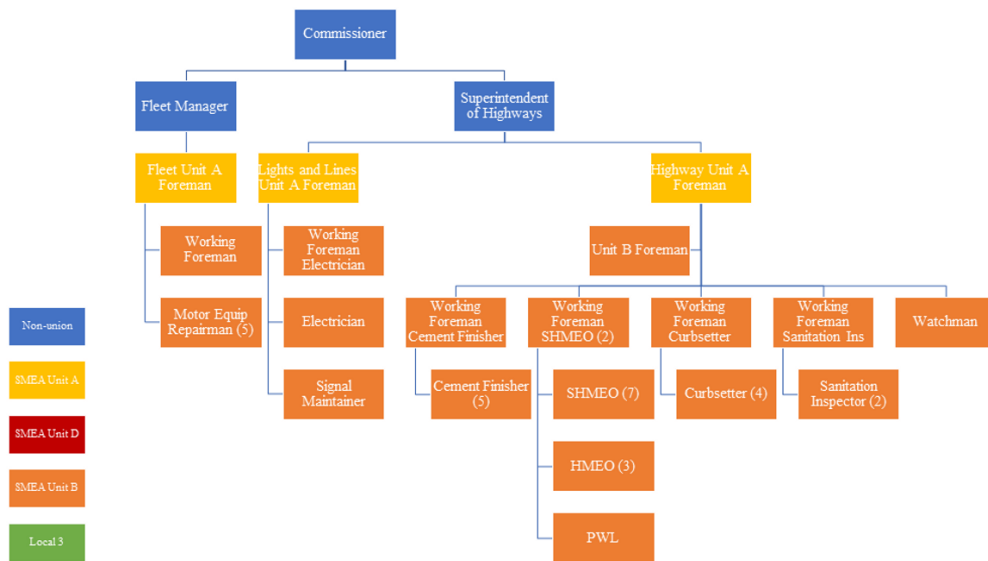 Commissioner
Fleet Manager
Superintendent
of Highways
Fleet Unit A
Foreman
Lights and Lines
Unit A Foreman
Highway Unit A
Foreman
Working
Foreman
Working
Foreman
Electrician
Unit B Foreman
Non-union
Motor Equip
Repairman (5)
Electrician
Working
Foreman
Cement Finisher
Working
Foreman
SHMEO (2)
Working
Foreman
Curbsetter
Working
Foreman
Sanitation Ins
Watchman
SMEA Unit A
Signal
Maintainer
Cement Finisher
(5)
SHMEO (7)
Curbsetter (4)
Sanitation
Inspector (2)
SMEA Unit D
HMEO (3)
SMEA Unit B
PWL
Local 3